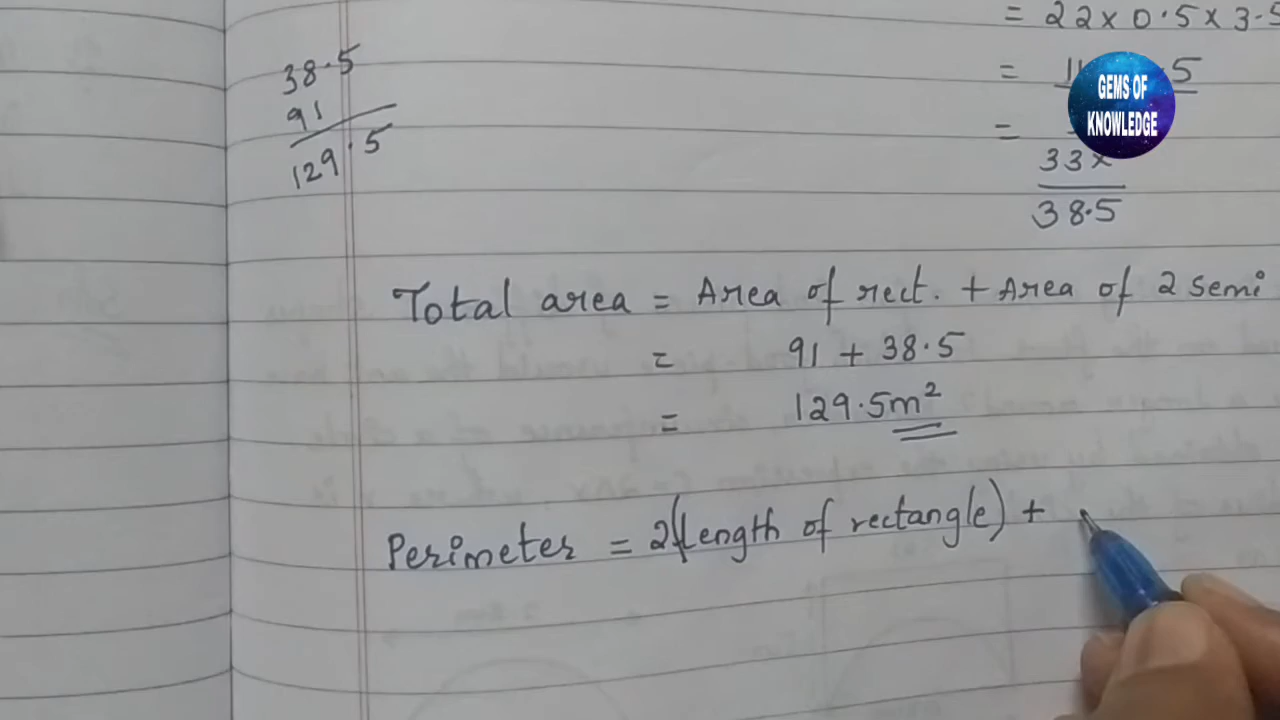 = 22 x 0.5 x 3.5
38.5
91
129.5
=
GEMS OF
KNOWLEDGE
=
33x
38.5
Total area = Area of rect. + Area of 2 semi
= 91 + 38.5
= 129.5m²
Perimeter = 2(length of rectangle) +